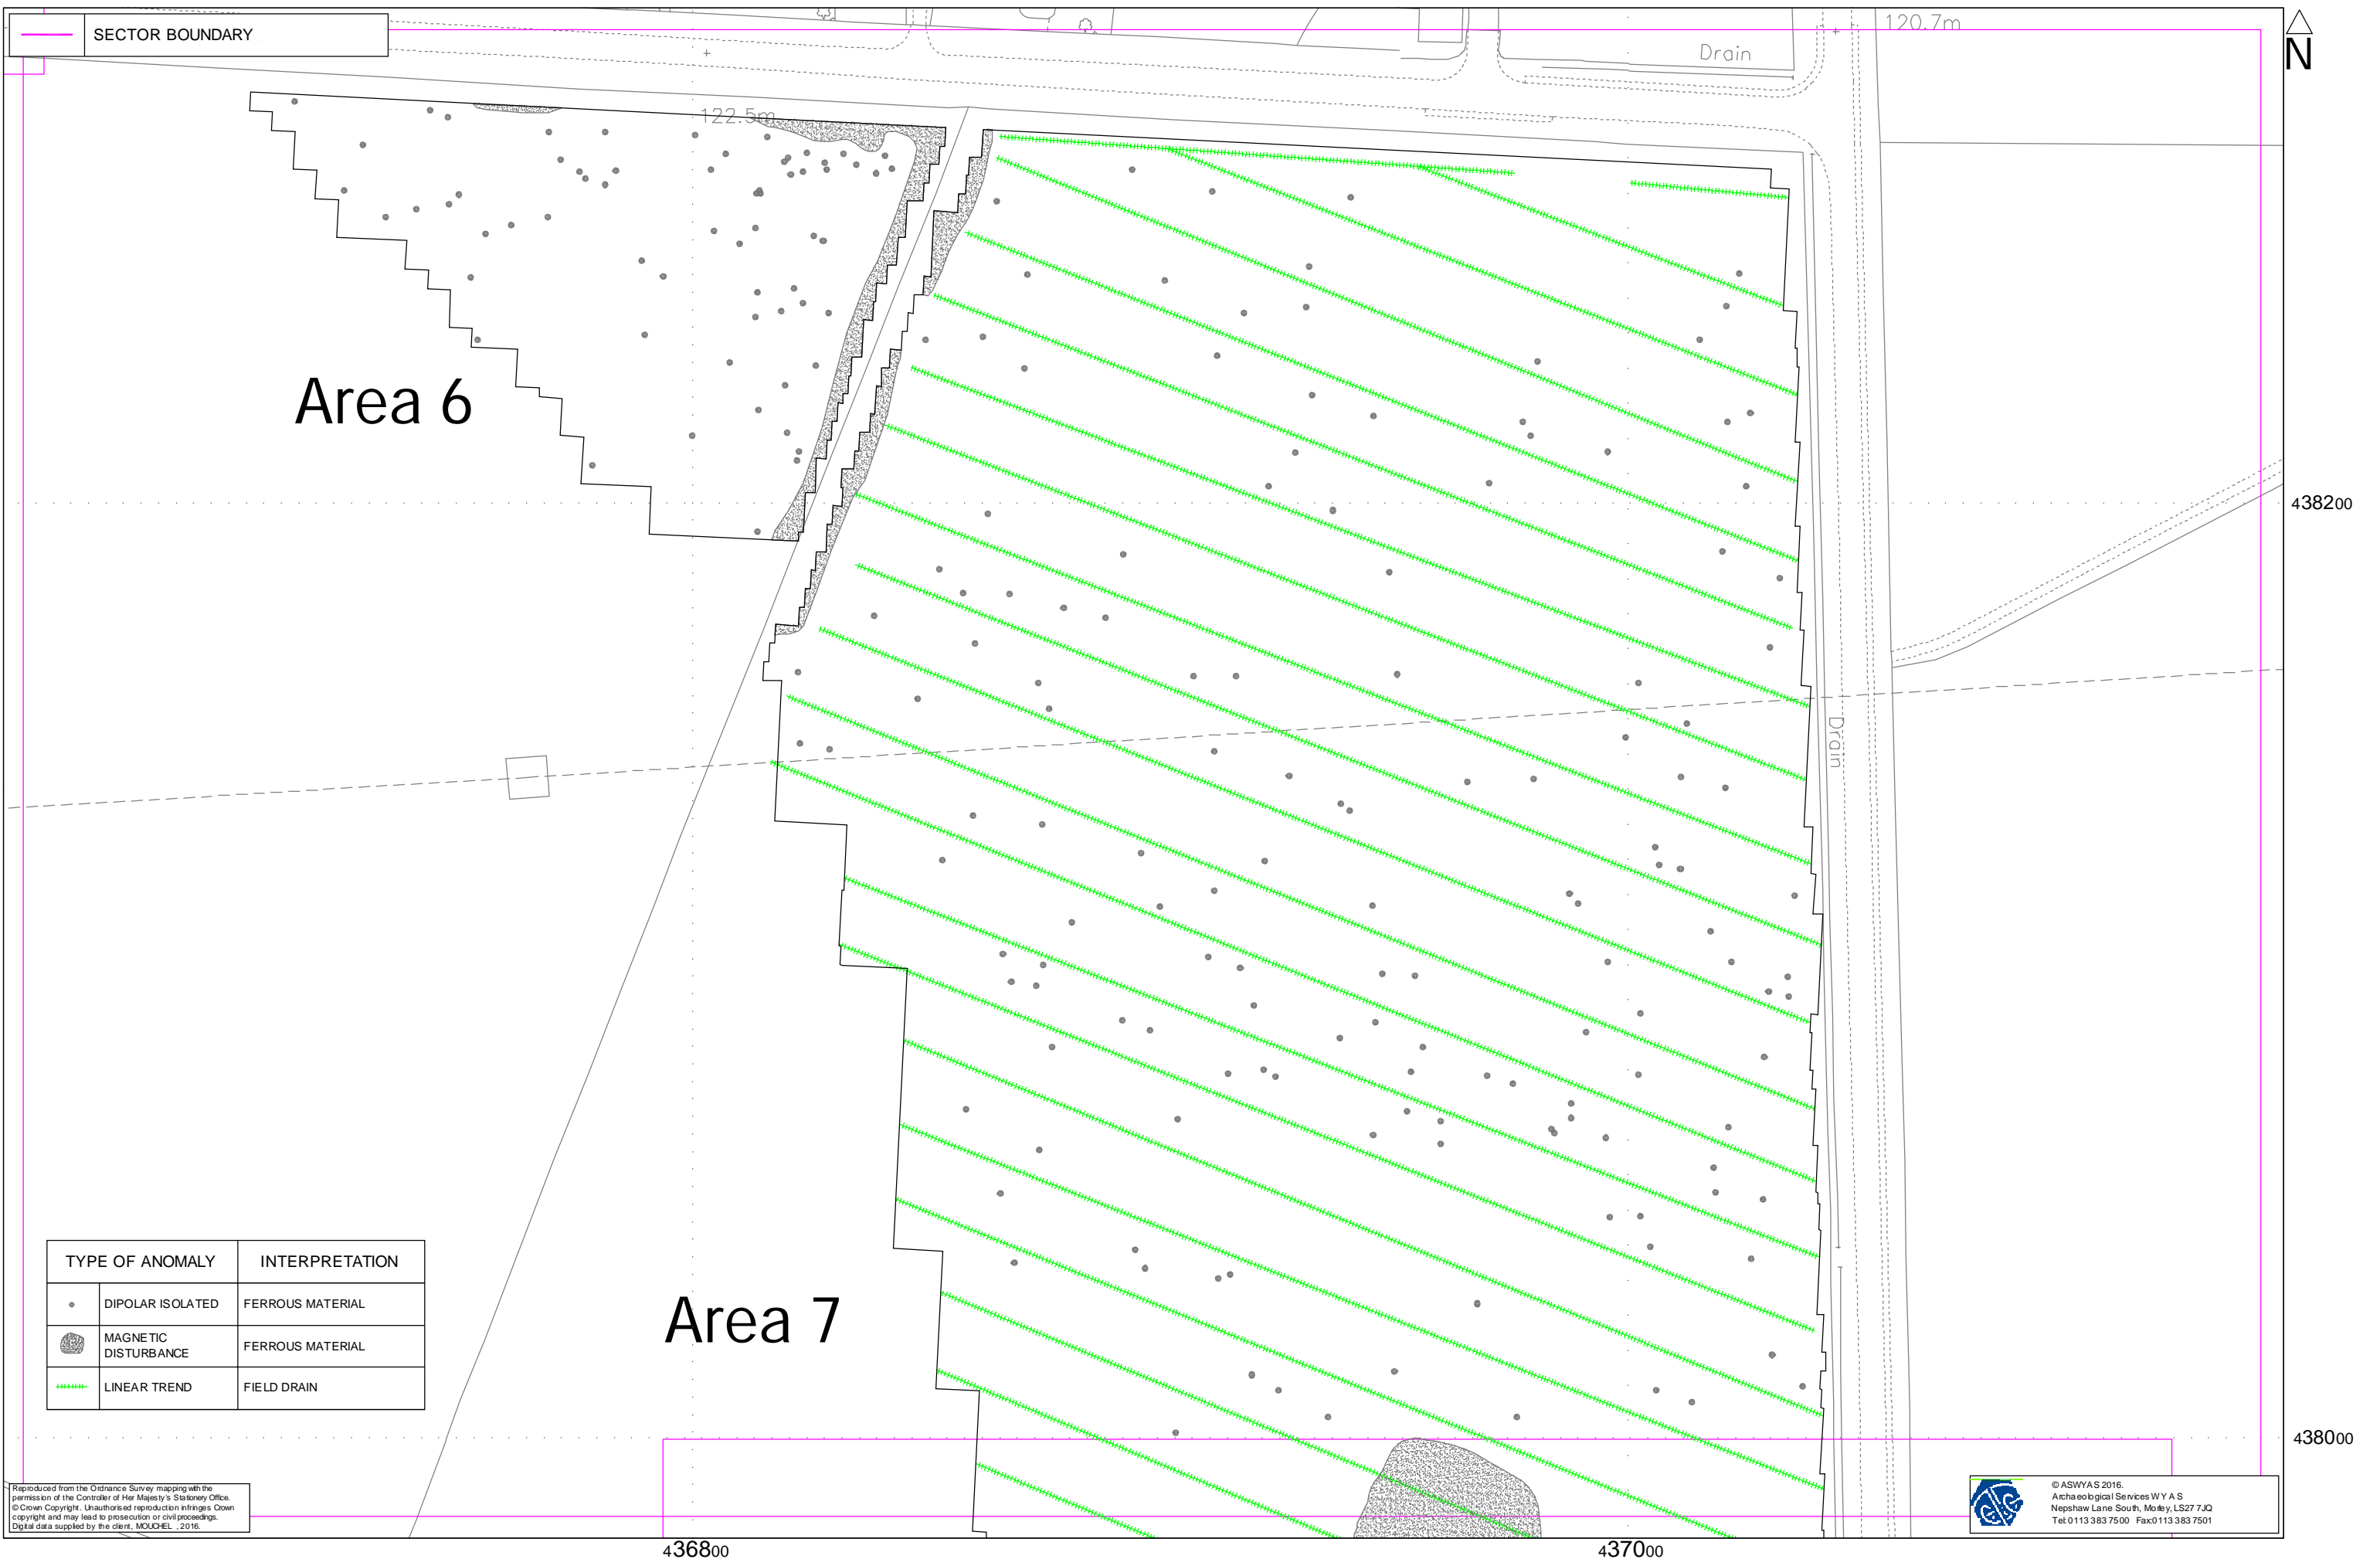 SECTOR BOUNDARY
120.7m
N
Drain
122.5m
Area 6
438200
Drain
TYPE OF ANOMALY INTERPRETATION
DIPOLAR ISOLATED FERROUS MATERIAL
MAGNETIC
DISTURBANCE
FERROUS MATERIAL
LINEAR TREND FIELD DRAIN
Area 7
438000
Reproduced from the Ordnance Survey mapping with the
permission of the Controller of Her Majesty's Stationery Office.
© Crown Copyright. Unauthorised reproduction infringes Crown
copyright and may lead to prosecution or civil proceedings.
Digital data supplied by the client, MOUCHEL , 2016.
© ASWYAS 2016.
Archaeological Services W Y A S
Nepshaw Lane South, Morley, LS27 7JQ
Tel: 0113 383 7500 Fax:0113 383 7501
436800
437000